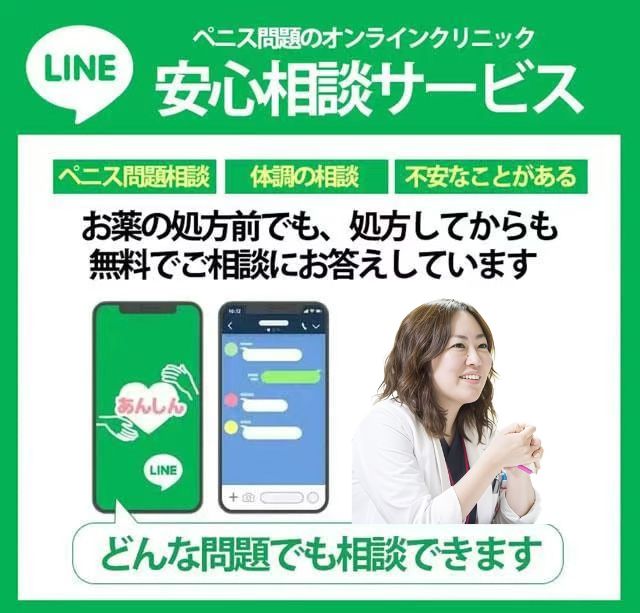 LINE
ペニス問題のオンラインクリニック
安心相談サービス
ペニス問題相談 体調の相談 不安なことがある
お薬の処方前でも、処方してからも
無料でご相談にお答えしています
10:12
あんしん
LINE
どんな問題でも相談できます